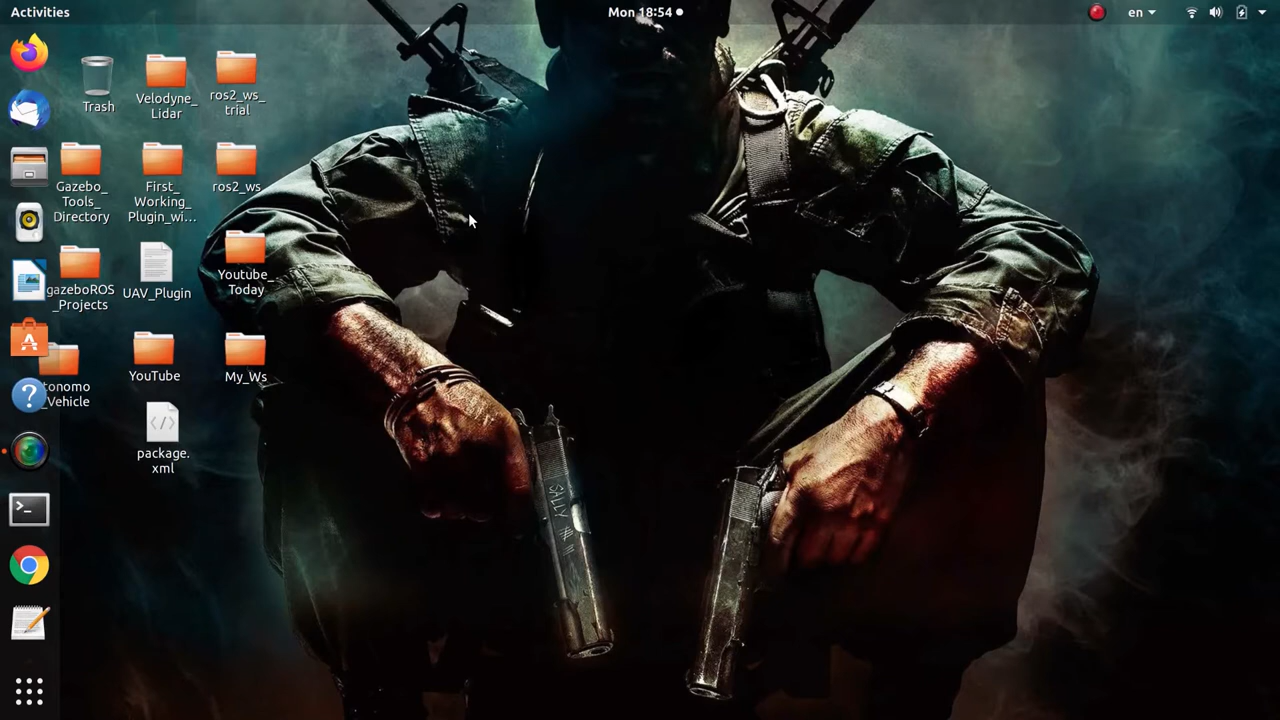 Activities
Mon 18:54
en
Trash
Velodyne_
Lidar
ros2_ws_
trial
Gazebo_
Tools_
Directory
First_
Working_
Plugin_wi...
ros2_ws
gazeboROS
_Projects
UAV_Plugin
Youtube_
Today
tonomo
_Vehicle
YouTube
My_Ws
package.
xml
SALLY